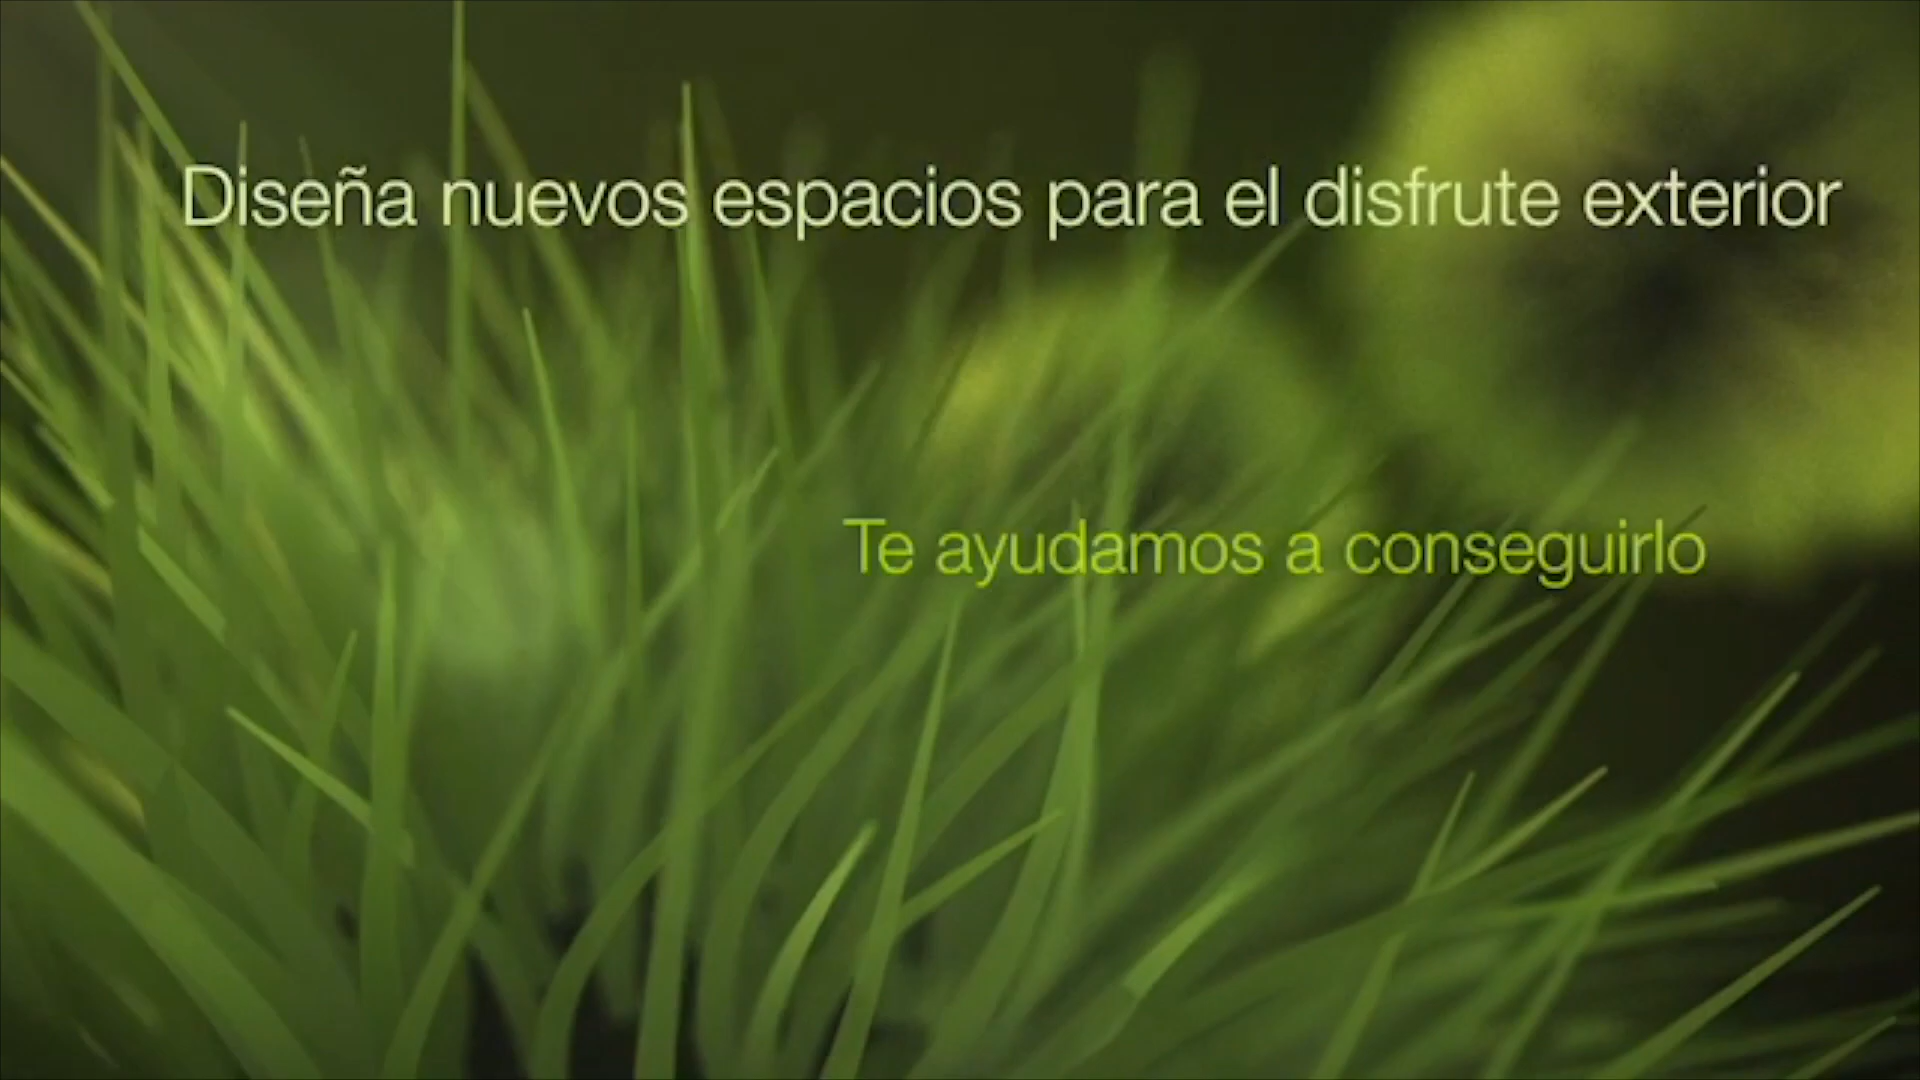 Diseña nuevos espacios para el disfrute exterior
Te ayudamos a conseguirlo